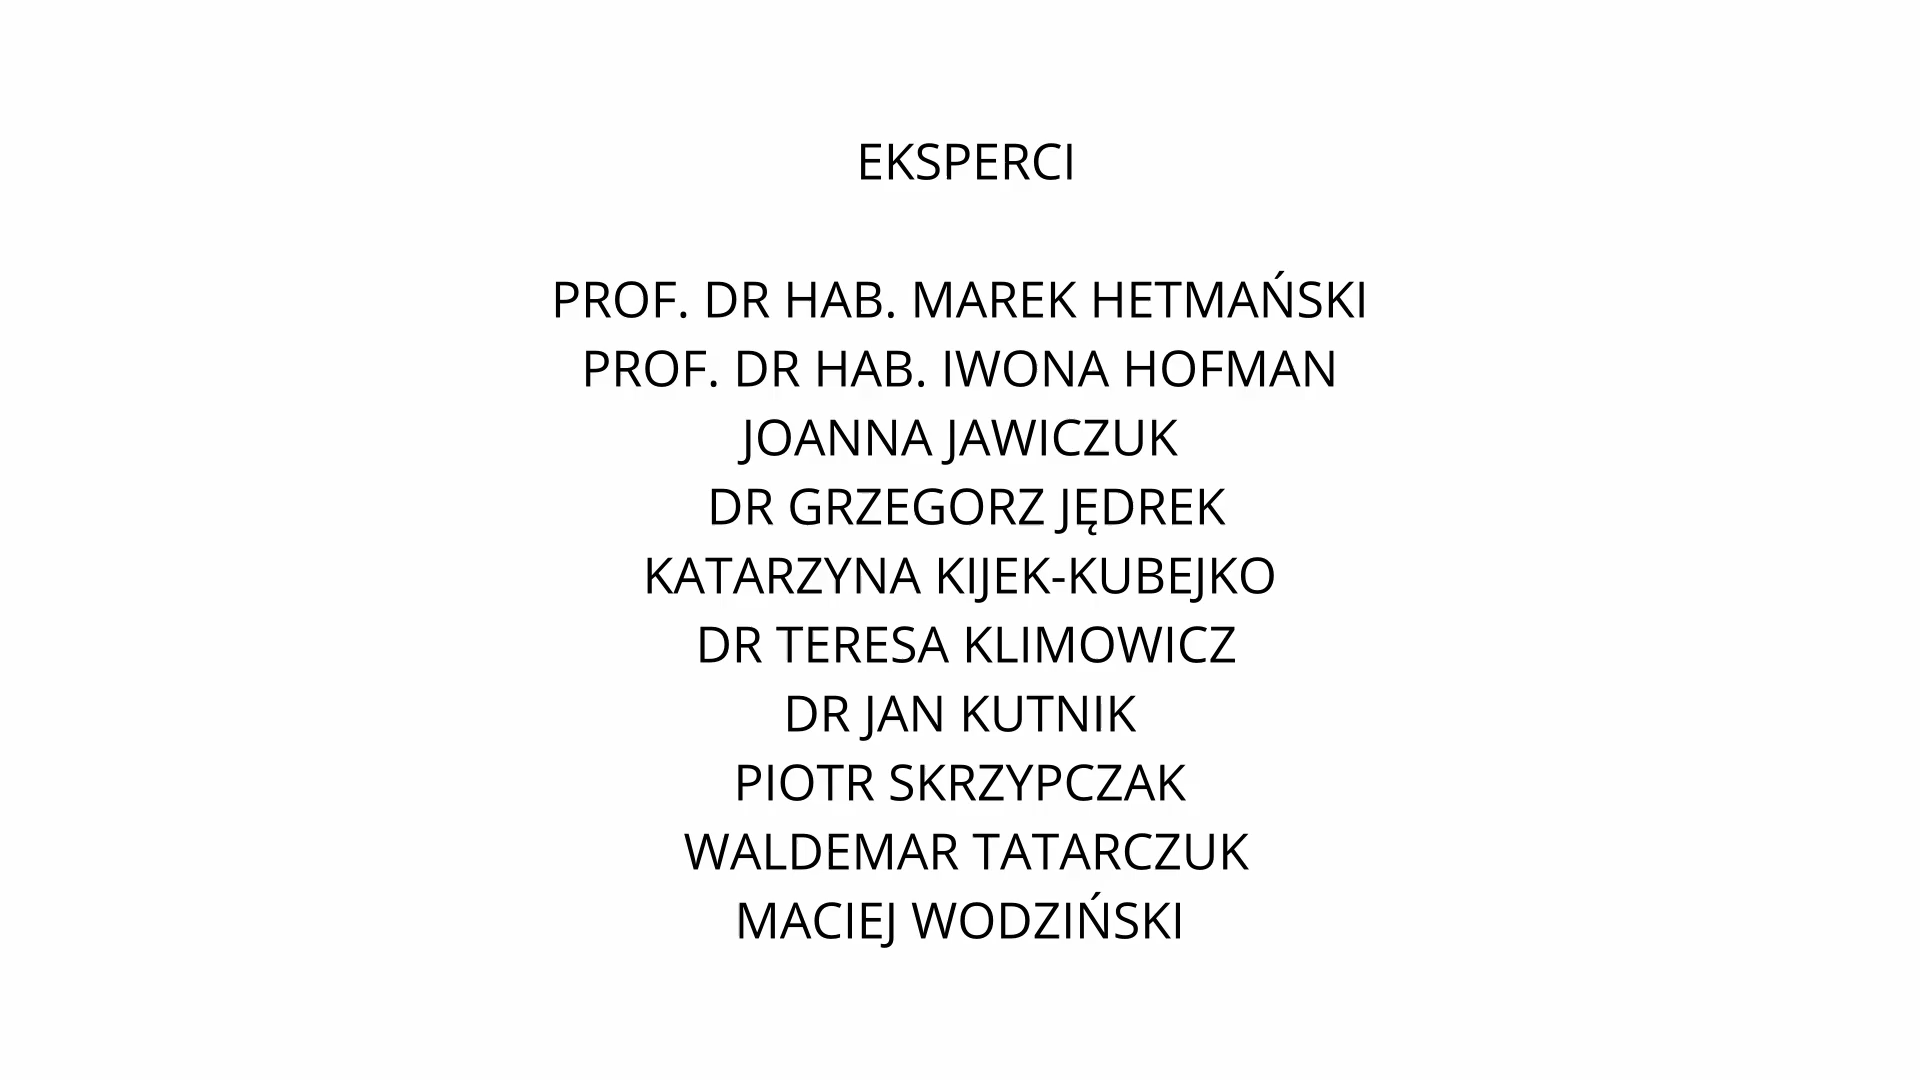 EKSPERCI
PROF. DR HAB. MAREK HETMAŃSKI
PROF. DR HAB. IWONA HOFMAN
JOANNA JAWICZUK
DR GRZEGORZ JĘDREK
KATARZYNA KIJEK-KUBEJKO
DR TERESA KLIMOWICZ
DR JAN KUTNIK
PIOTR SKRZYPCZAK
WALDEMAR TATARCZUK
MACIEJ WODZIŃSKI